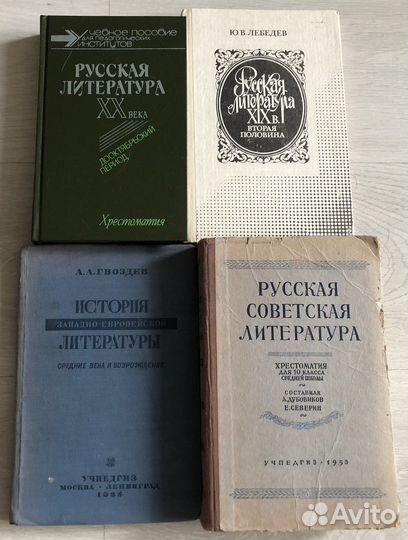 учебное пособие
для педагогических
институтов
РУССКАЯ
ЛИТЕРАТУРА
XX ВЕКА
ДООКТЯБРЬСКИЙ
ПЕРИОД
Хрестоматия
Ю.В.ЛЕБЕДЕВ
Русская
литература
XIX в.
ВТОРАЯ
ПОЛОВИНА
А.А.ГВОЗДЕВ
ИСТОРИЯ
ЗАПАДНО-ЕВРОПЕЙСКОЙ
ЛИТЕРАТУРЫ
СРЕДНИЕ ВЕКА И ВОЗРОЖДЕНИЕ
УЧПЕДГИЗ
МОСКВА • ЛЕНИНГРАД
РУССКАЯ
СОВЕТСКАЯ
ЛИТЕРАТУРА
ХРЕСТОМАТИЯ
ДЛЯ 10 КЛАССА
СРЕДНЕЙ ШКОЛЫ
СОСТАВИЛИ
А.ДУБОВИКОВ
Е.СЕВЕРИН
УЧПЕДГИЗ • 1953
Avito